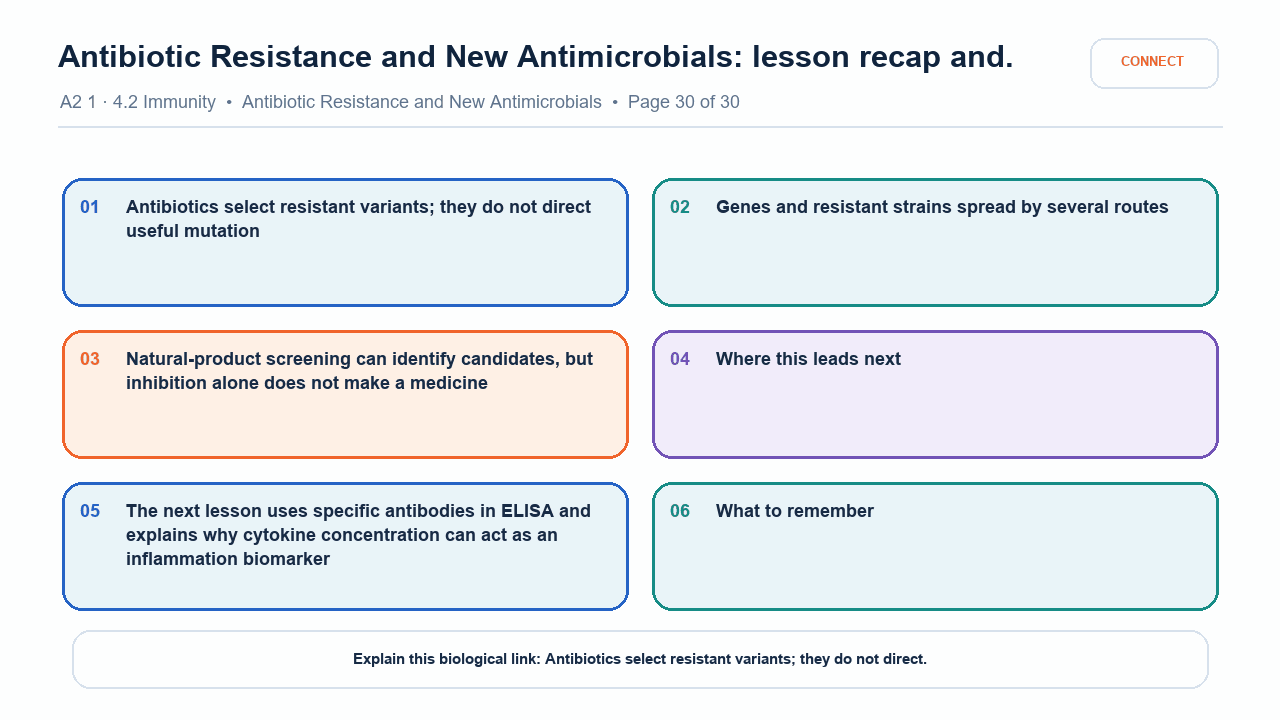 Antibiotic Resistance and New Antimicrobials: lesson recap and.
CONNECT
A2 1 · 4.2 Immunity • Antibiotic Resistance and New Antimicrobials • Page 30 of 30
01 Antibiotics select resistant variants; they do not direct
useful mutation
02 Genes and resistant strains spread by several routes
03 Natural-product screening can identify candidates, but
inhibition alone does not make a medicine
04 Where this leads next
05 The next lesson uses specific antibodies in ELISA and
explains why cytokine concentration can act as an
inflammation biomarker
06 What to remember
Explain this biological link: Antibiotics select resistant variants; they do not direct.